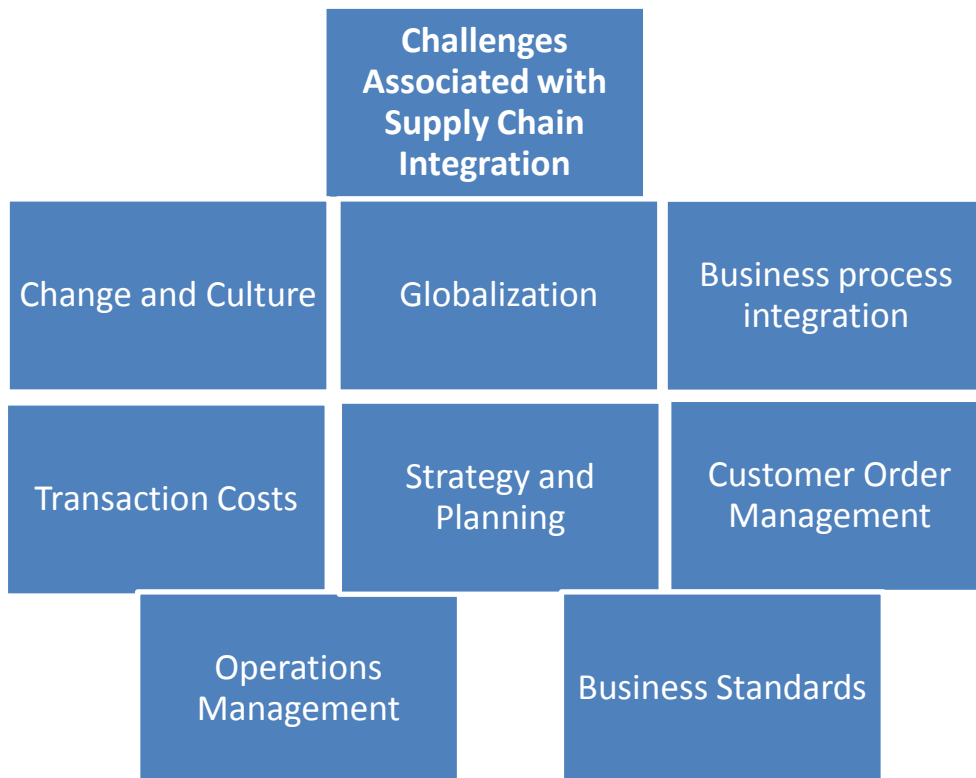 Challenges
Associated with
Supply Chain
Integration
Change and Culture
Globalization
Business process
integration
Transaction Costs
Strategy and
Planning
Customer Order
Management
Operations
Management
Business Standards